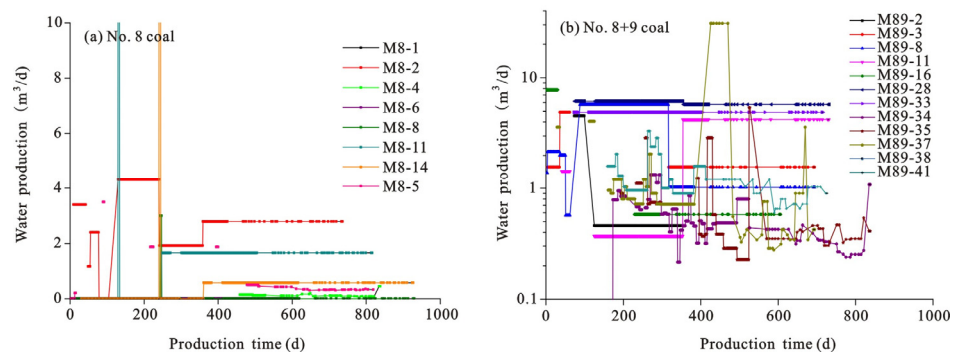 (a) No. 8 coal
Water production (m³/d)
10
8
6
4
2
0
0
200
400
600
800
1000
Production time (d)
M8-1
M8-2
M8-4
M8-6
M8-8
M8-11
M8-14
M8-5
(b) No. 8+9 coal
Water production (m³/d)
10
1
0.1
0
200
400
600
800
1000
Production time (d)
M89-2
M89-3
M89-8
M89-11
M89-16
M89-28
M89-33
M89-34
M89-35
M89-37
M89-38
M89-41